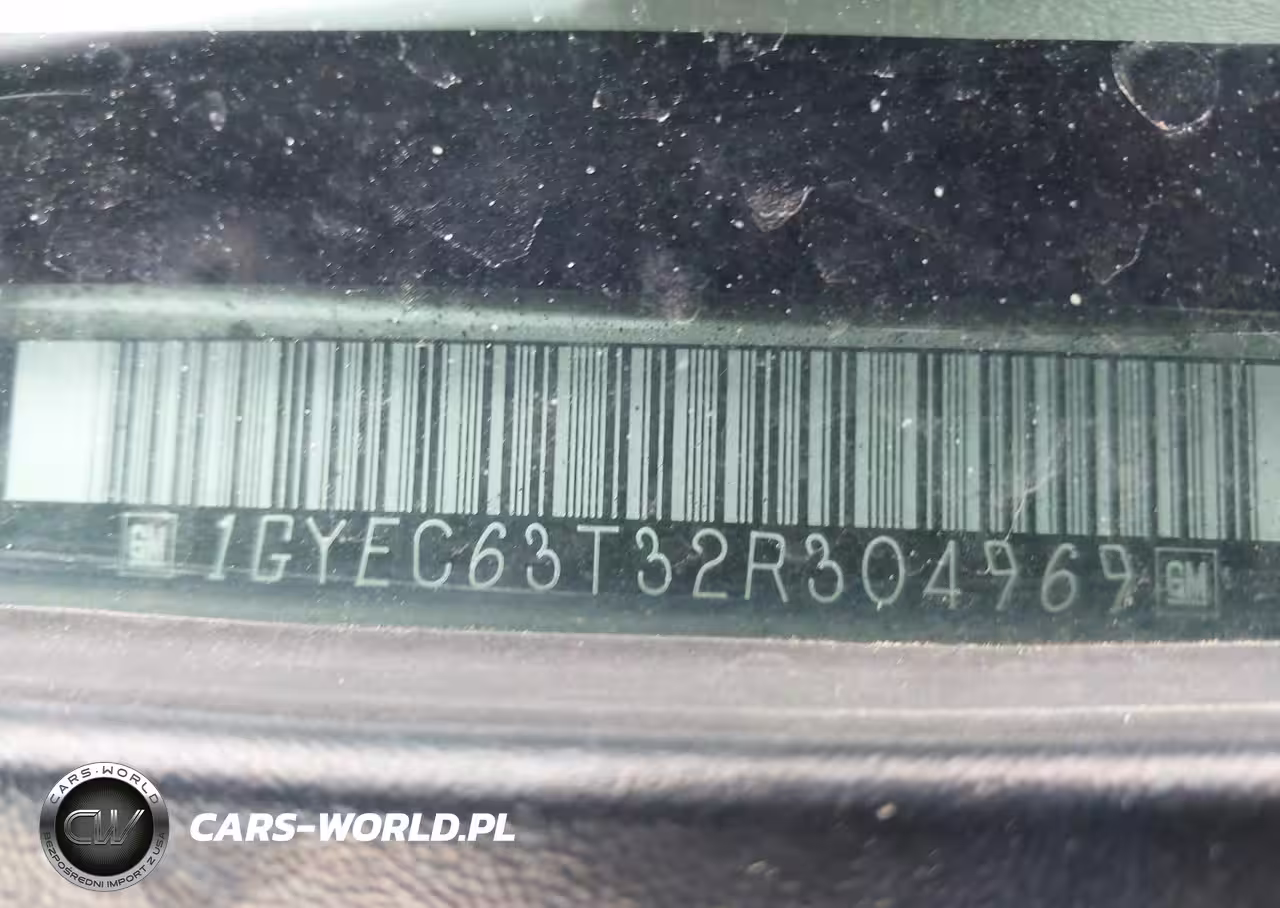 GM 1GYEC63T32R304969 GM
CARS-WORLD
CW
BEZPOŚREDNI IMPORT Z USA
CARS-WORLD.PL